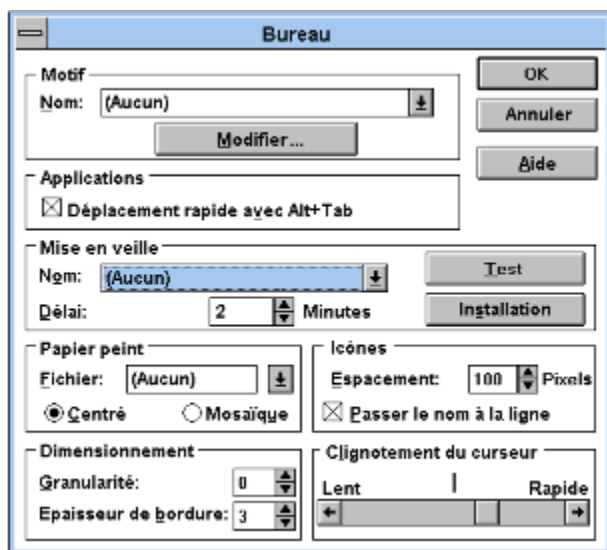 Bureau
Motif
Nom: (Aucun)
Modifier...
OK
Annuler
Aide
Applications
Déplacement rapide avec Alt+Tab
Mise en veille
Nom: (Aucun)
Délai: 2 Minutes
Test
Installation
Papier peint
Fichier: (Aucun)
Centré Mosaïque
Icônes
Espacement: 100 Pixels
Passer le nom à la ligne
Dimensionnement
Granularité: 0
Epaisseur de bordure: 3
Clignotement du curseur
Lent Rapide